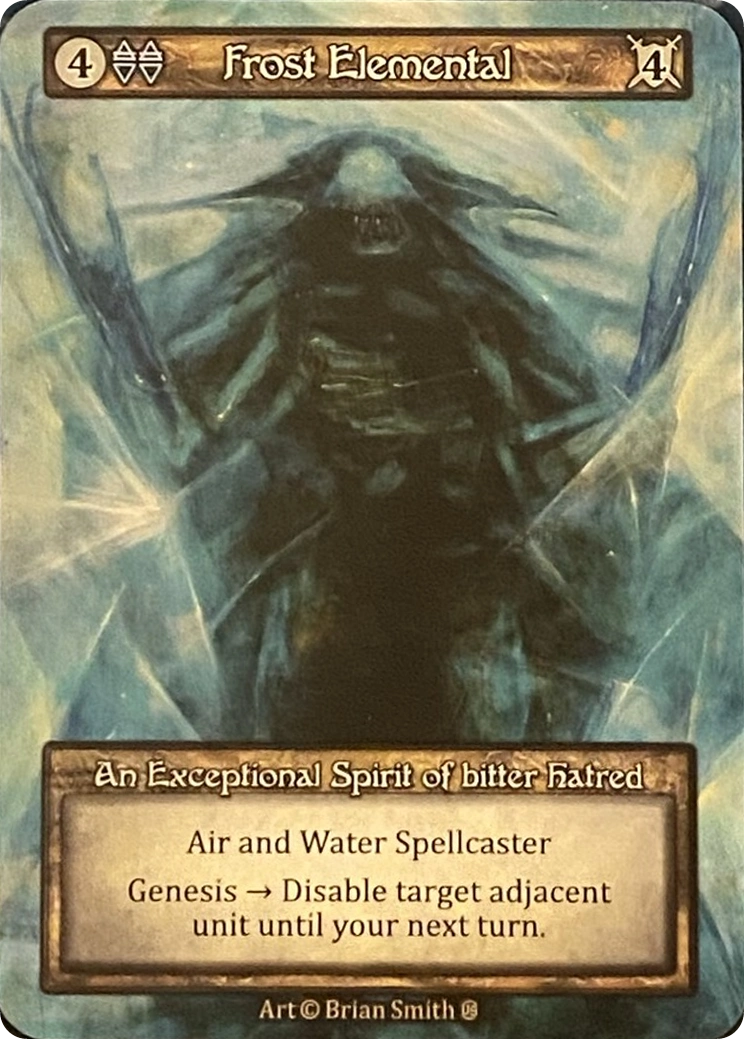 4 Frost Elemental 4
An Exceptional Spirit of bitter Hatred
Air and Water Spellcaster
Genesis → Disable target adjacent
unit until your next turn.
Art © Brian Smith